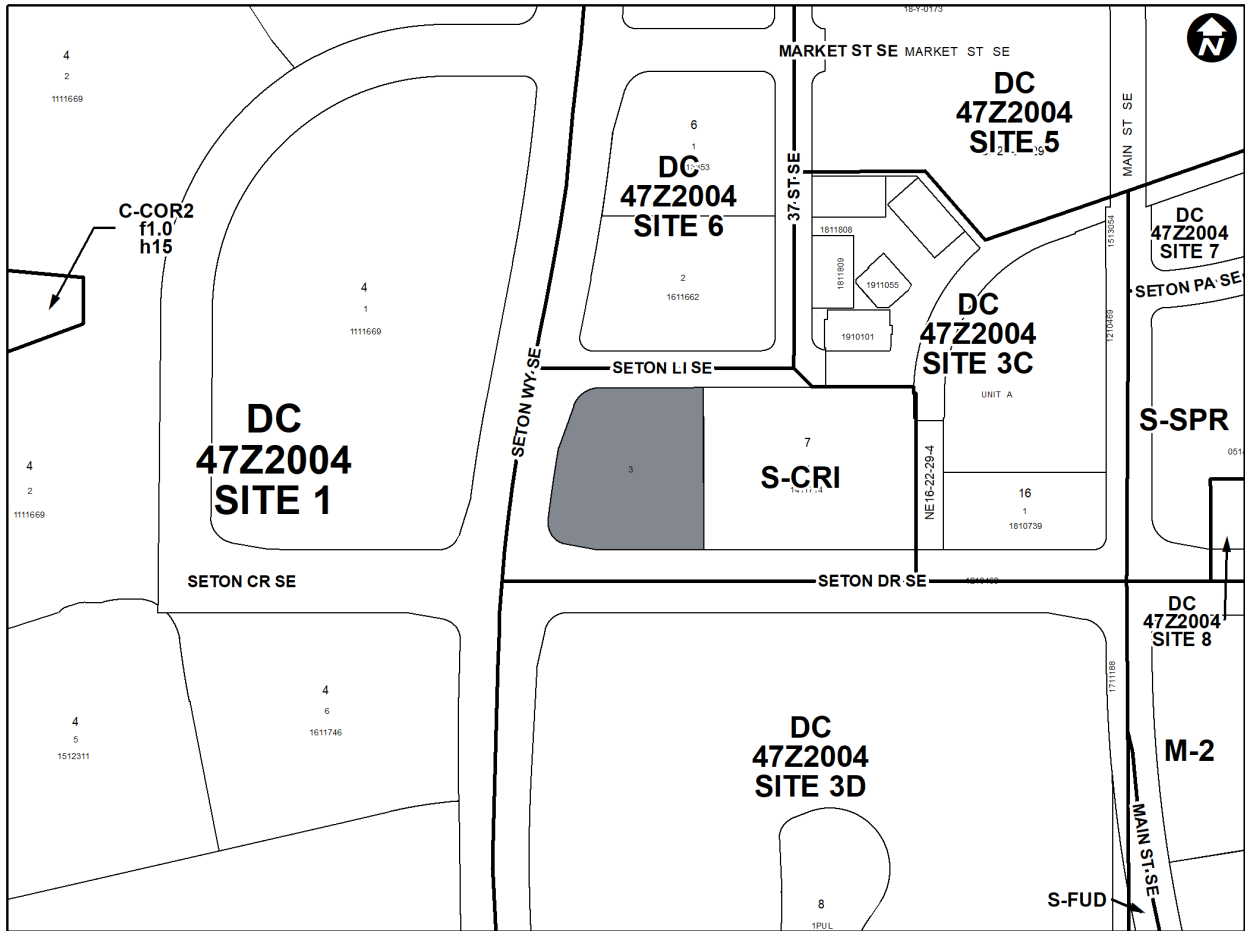 18-Y-0173
N
4
2
1111669
MARKET ST SE
MARKET ST SE
MAIN ST SE
DC
47Z2004
SITE 5
6
1
DC
47Z2004
SITE 6
37 ST SE
C-COR2
f1.0
h15
1811808
1513054
DC
47Z2004
SITE 7
2
1611662
1811809
1911055
SETON PA SE
4
1
1111669
DC
47Z2004
SITE 3C
1910101
1210469
SETON WY SE
SETON LI SE
UNIT A
S-SPR
DC
47Z2004
SITE 1
3
7
S-CRI
NE16-22-29-4
16
1
1810739
4
2
1111669
SETON CR SE
SETON DR SE
DC
47Z2004
SITE 8
4
6
1611746
4
5
1512311
1711188
DC
47Z2004
SITE 3D
M-2
MAIN ST SE
8
1PUL
S-FUD